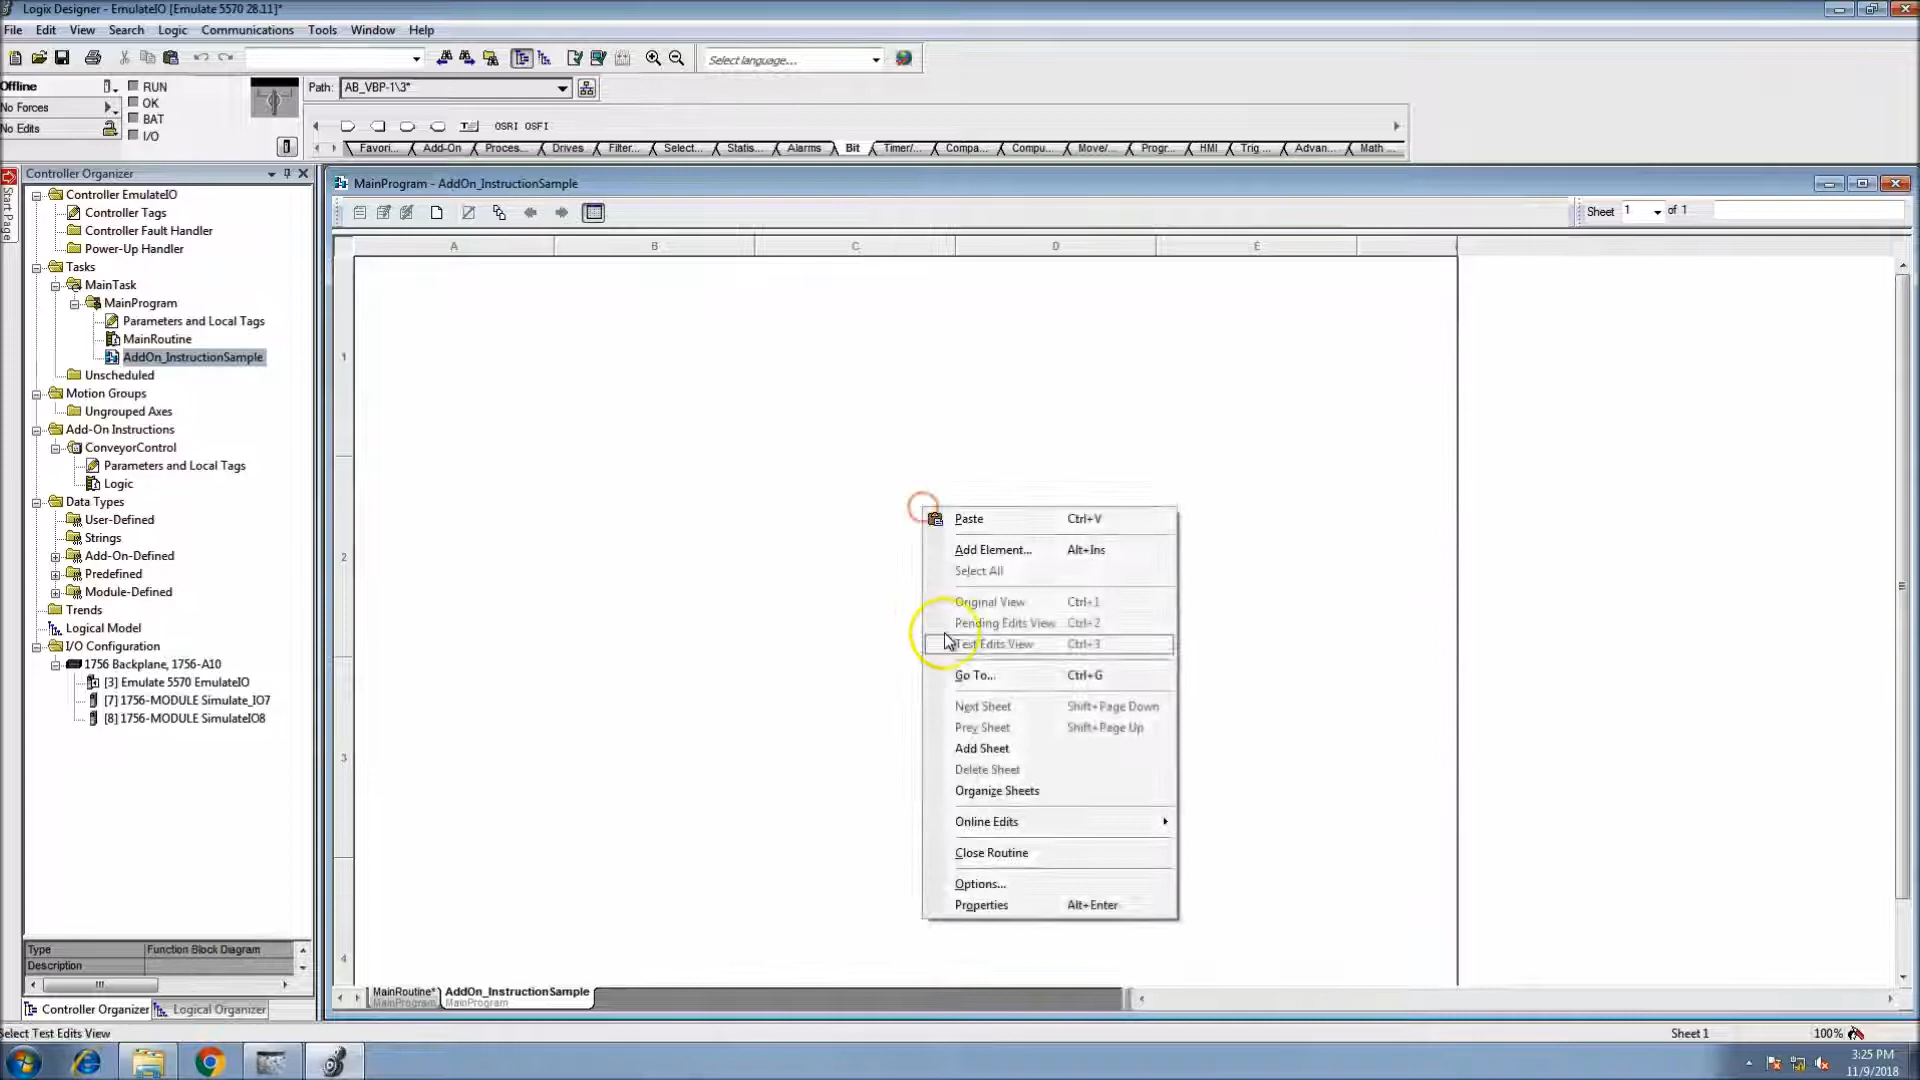 Logix Designer - EmulateIO [Emulate 5570 28.11]*
File Edit View Search Logic Communications Tools Window Help
Select language...
Offline
RUN
Path: AB_VBP-1\3*
No Forces
OK
BAT
No Edits
I/O
OSRI OSFI
Favori... Add-On Proces... Drives Filter... Select... Statis... Alarms Bit Timer/... Compa... Compu... Move/... Progr... HMI Trig ... Advan... Math ...
Start Page
Controller Organizer
MainProgram - AddOn_InstructionSample
Sheet 1 of 1
A B C D E
1
2
3
4
Controller EmulateIO
Controller Tags
Controller Fault Handler
Power-Up Handler
Tasks
MainTask
MainProgram
Parameters and Local Tags
MainRoutine
AddOn_InstructionSample
Unscheduled
Motion Groups
Ungrouped Axes
Add-On Instructions
ConveyorControl
Parameters and Local Tags
Logic
Data Types
User-Defined
Strings
Add-On-Defined
Predefined
Module-Defined
Trends
Logical Model
I/O Configuration
1756 Backplane, 1756-A10
[3] Emulate 5570 EmulateIO
[7] 1756-MODULE Simulate_IO7
[8] 1756-MODULE SimulateIO8
Paste Ctrl+V
Add Element... Alt+Ins
Select All
Original View Ctrl+1
Pending Edits View Ctrl+2
Test Edits View Ctrl+3
Go To... Ctrl+G
Next Sheet Shift+Page Down
Prev Sheet Shift+Page Up
Add Sheet
Delete Sheet
Organize Sheets
Online Edits
Close Routine
Options...
Properties Alt+Enter
Type Function Block Diagram
Description
Controller Organizer Logical Organizer
MainRoutine* AddOn_InstructionSample
MainProgram MainProgram
Select Test Edits View
Sheet 1
100%
3:25 PM
11/9/2018